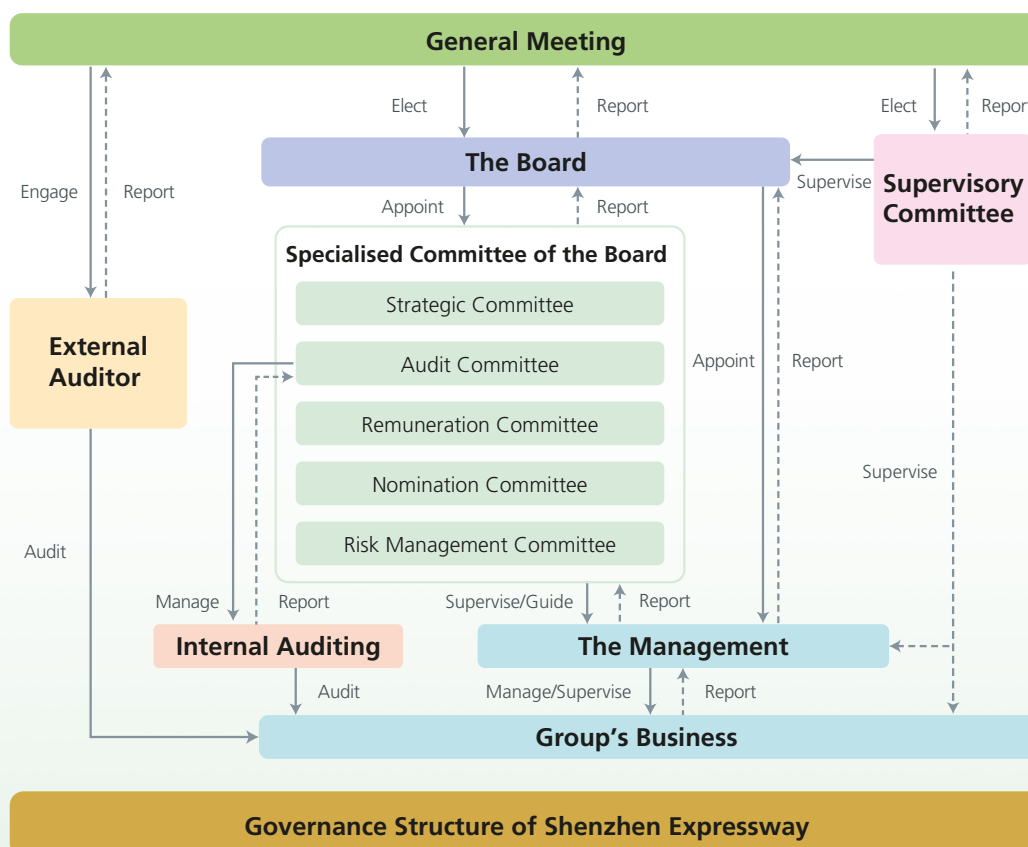 General Meeting
Elect
Report
Elect
Report
The Board
Supervise
Supervisory
Committee
Engage
Report
Appoint
Report
Specialised Committee of the Board
Strategic Committee
External
Auditor
Audit Committee
Appoint
Report
Remuneration Committee
Nomination Committee
Supervise
Risk Management Committee
Audit
Manage
Report
Supervise/Guide
Report
Internal Auditing
The Management
Audit
Manage/Supervise
Report
Group's Business
Governance Structure of Shenzhen Expressway